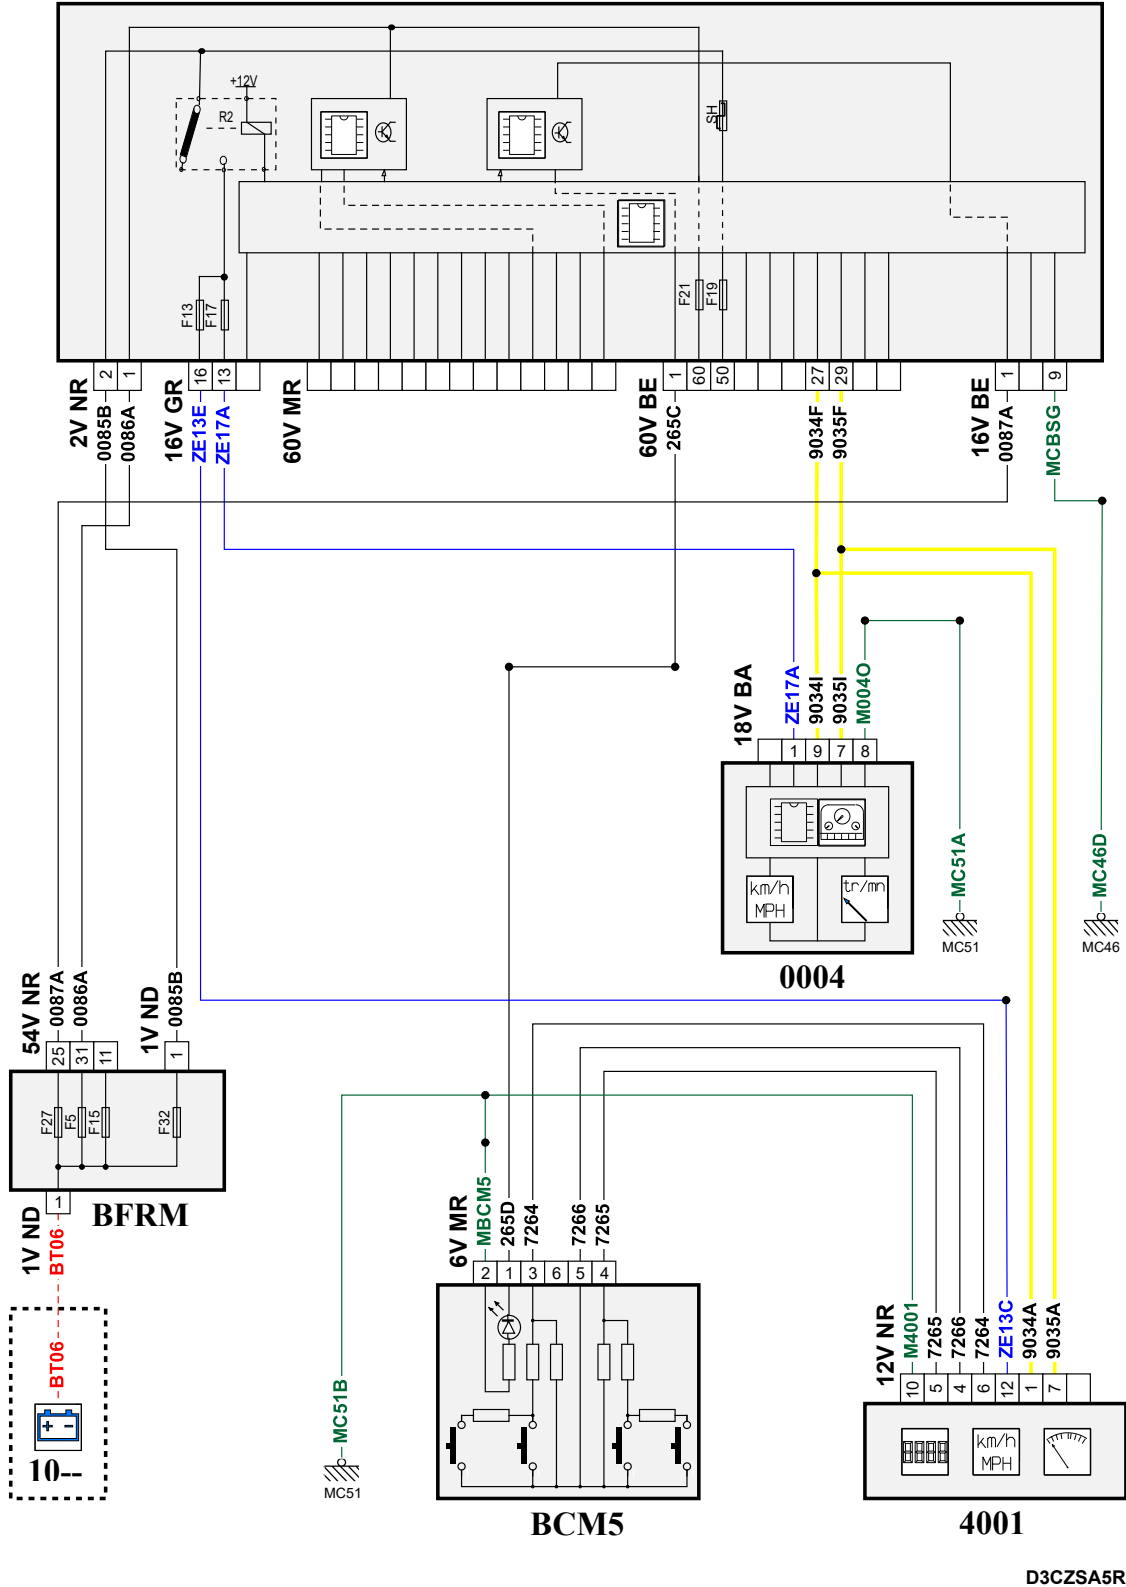 +12V
R2
SH
F13
F17
F21
F19
2
1
16
13
1
60
50
27
29
1
9
2V NR
0085B
0086A
16V GR
ZE13E
ZE17A
60V MR
60V BE
265C
9034F
9035F
16V BE
0087A
MCBSG
18V BA
ZE17A
9034I
9035I
M004O
1
9
7
8
km/h
MPH
tr/mn
0004
MC51A
MC51
MC46D
MC46
54V NR
0087A
0086A
1V ND
0085B
25
31
11
1
F27
F5
F15
F32
1
BFRM
1V ND
BT06
BT06
+ -
10--
MC51B
MC51
6V MR
MBCM5
265D
7264
7266
7265
2
1
3
6
5
4
BCM5
12V NR
M4001
7265
7266
7264
ZE13C
9034A
9035A
10
5
4
6
12
1
7
8888
km/h
MPH
4001
D3CZSA5R